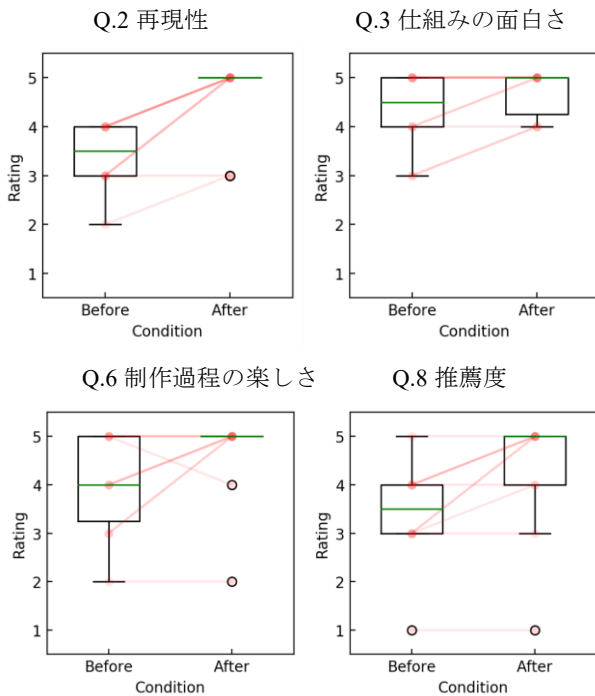 Q.2 再現性
Q.3 仕組みの面白さ
5
4
3
2
1
Rating
Before
After
Condition
5
4
3
2
1
Rating
Before
After
Condition
Q.6 制作過程の楽しさ
Q.8 推薦度
5
4
3
2
1
Rating
Before
After
Condition
5
4
3
2
1
Rating
Before
After
Condition